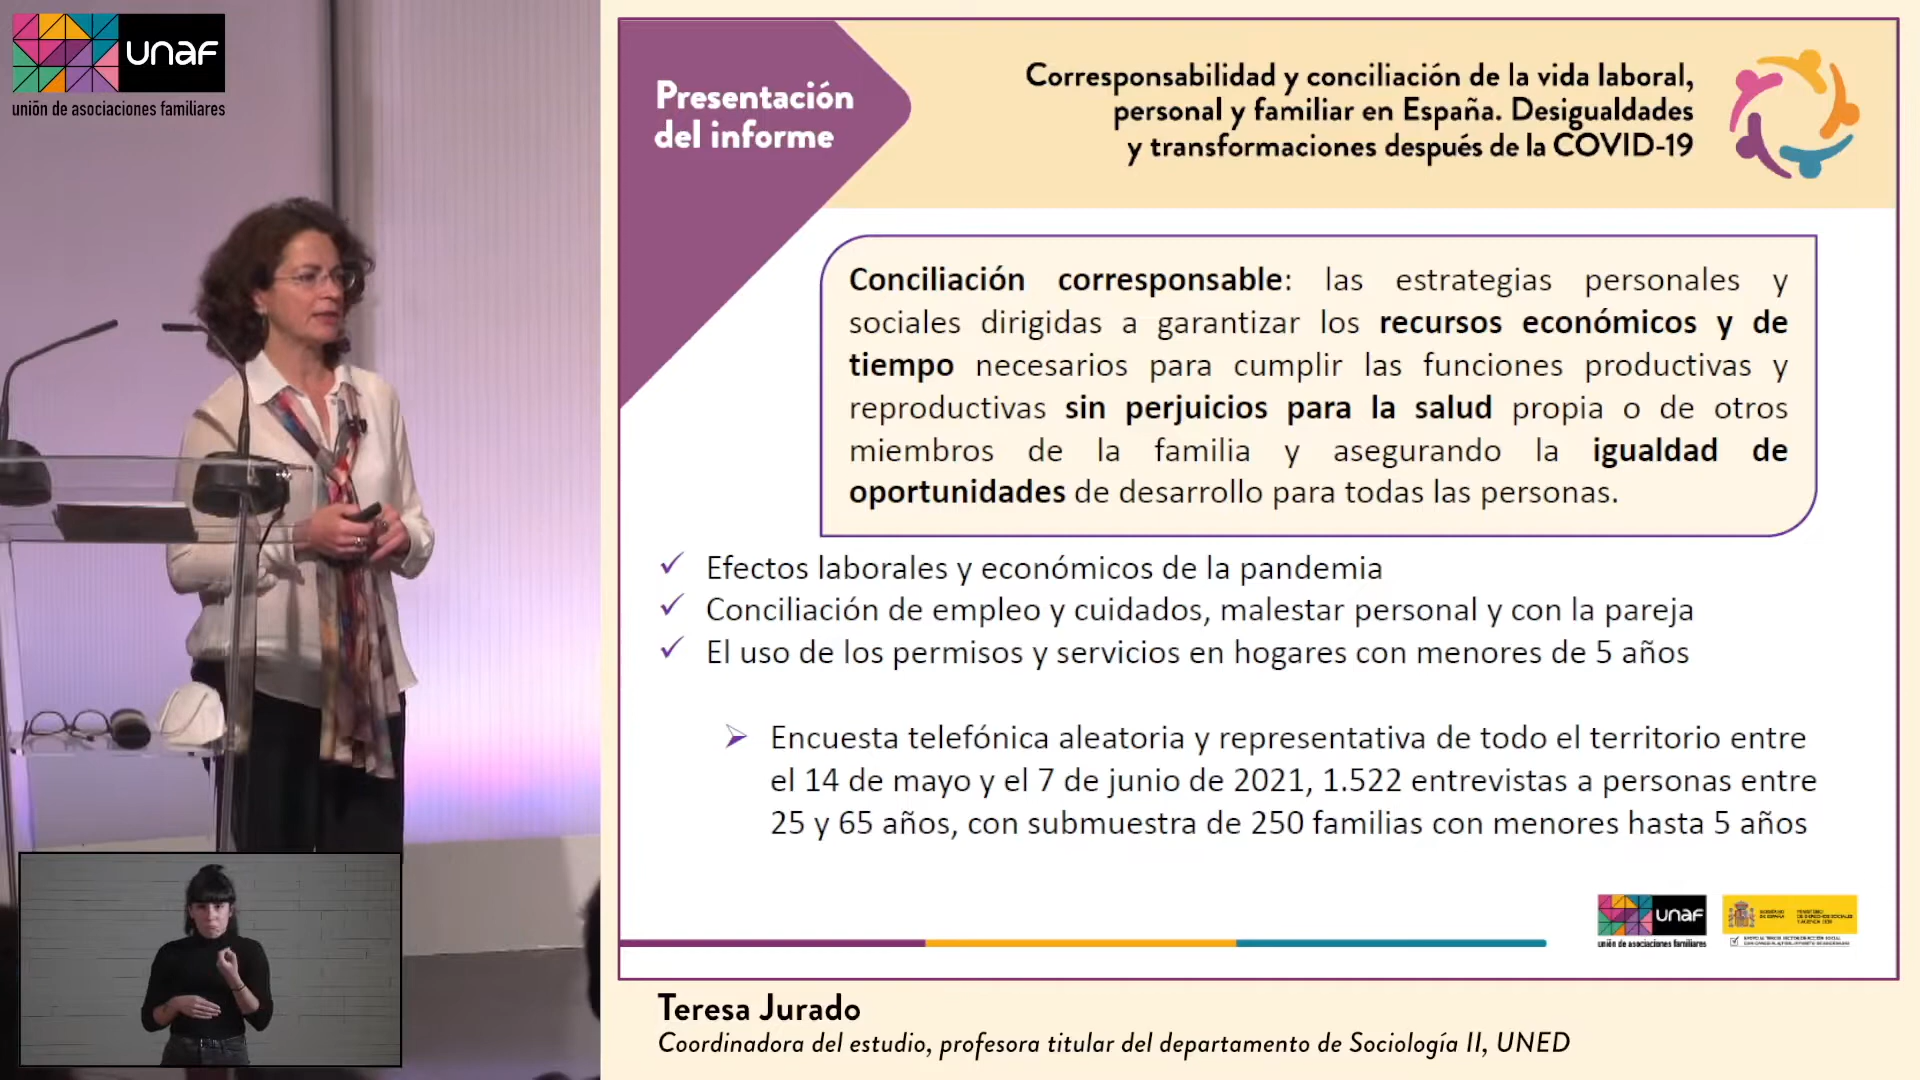 unaf
unión de asociaciones familiares
Presentación
del informe
Corresponsabilidad y conciliación de la vida laboral,
personal y familiar en España. Desigualdades
y transformaciones después de la COVID-19
Conciliación corresponsable: las estrategias personales y
sociales dirigidas a garantizar los recursos económicos y de
tiempo necesarios para cumplir las funciones productivas y
reproductivas sin perjuicios para la salud propia o de otros
miembros de la familia y asegurando la igualdad de
oportunidades de desarrollo para todas las personas.
Efectos laborales y económicos de la pandemia
Conciliación de empleo y cuidados, malestar personal y con la pareja
El uso de los permisos y servicios en hogares con menores de 5 años
Encuesta telefónica aleatoria y representativa de todo el territorio entre
el 14 de mayo y el 7 de junio de 2021, 1.522 entrevistas a personas entre
25 y 65 años, con submuestra de 250 familias con menores hasta 5 años
unaf
unión de asociaciones familiares
Teresa Jurado
Coordinadora del estudio, profesora titular del departamento de Sociología II, UNED